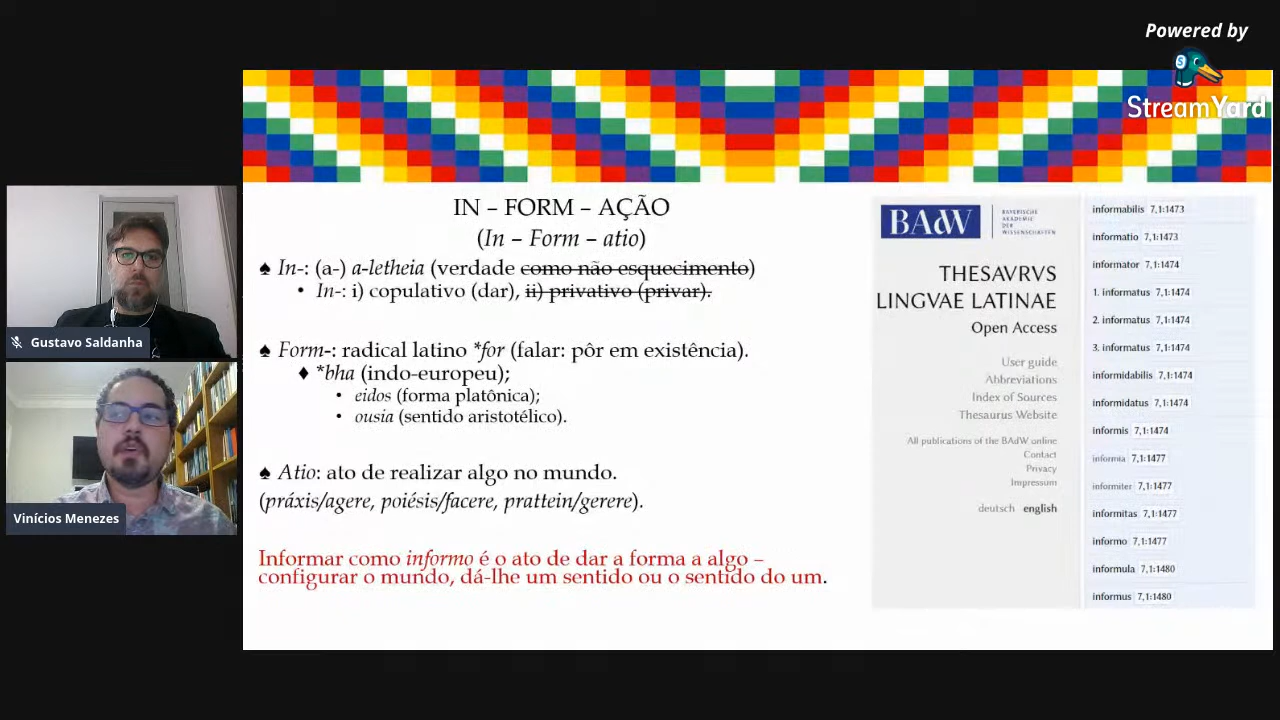 Powered by
StreamYard
Gustavo Saldanha
Vinícios Menezes
IN – FORM – AÇÃO
(In – Form – atio)
♠ In-: (a-) a-letheia (verdade como não esquecimento)
• In-: i) copulativo (dar), ii) privativo (privar).
♠ Form-: radical latino *for (falar: pôr em existência).
♦ *bha (indo-europeu);
• eidos (forma platônica);
• ousia (sentido aristotélico).
♠ Atio: ato de realizar algo no mundo.
(práxis/agere, poiésis/facere, prattein/gerere).
Informar como informo é o ato de dar a forma a algo –
configurar o mundo, dá-lhe um sentido ou o sentido do um.
BAdW
BAYERISCHE
AKADEMIE
DER
WISSENSCHAFTEN
THESAVRVS
LINGVAE LATINAE
Open Access
User guide
Abbreviations
Index of Sources
Thesaurus Website
All publications of the BAdW online
Contact
Privacy
Impressum
deutsch english
informabilis 7,1:1473
informatio 7,1:1473
informator 7,1:1474
1. informatus 7,1:1474
2. informatus 7,1:1474
3. informatus 7,1:1474
informidabilis 7,1:1474
informidatus 7,1:1474
informis 7,1:1474
informia 7,1:1477
informiter 7,1:1477
informitas 7,1:1477
informo 7,1:1477
informula 7,1:1480
informus 7,1:1480